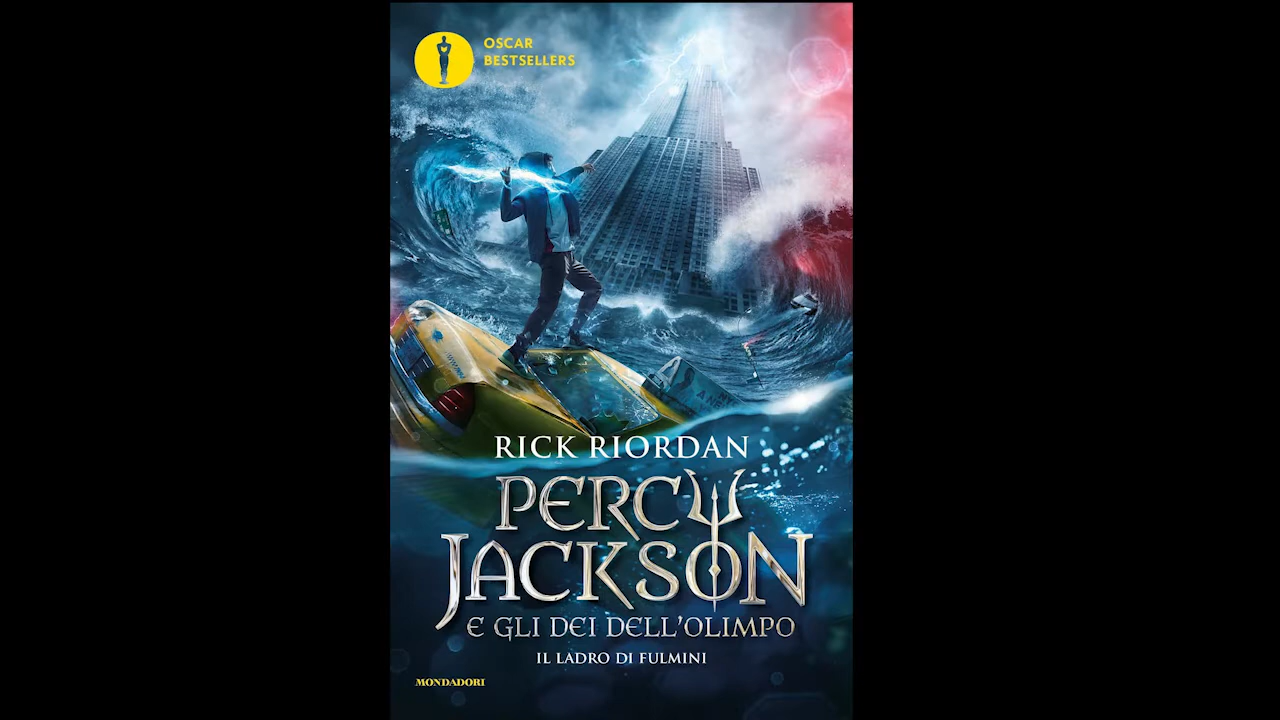 OSCAR
BESTSELLERS
RICK RIORDAN
PERCY
JACKSON
E GLI DEI DELL'OLIMPO
IL LADRO DI FULMINI
MONDADORI